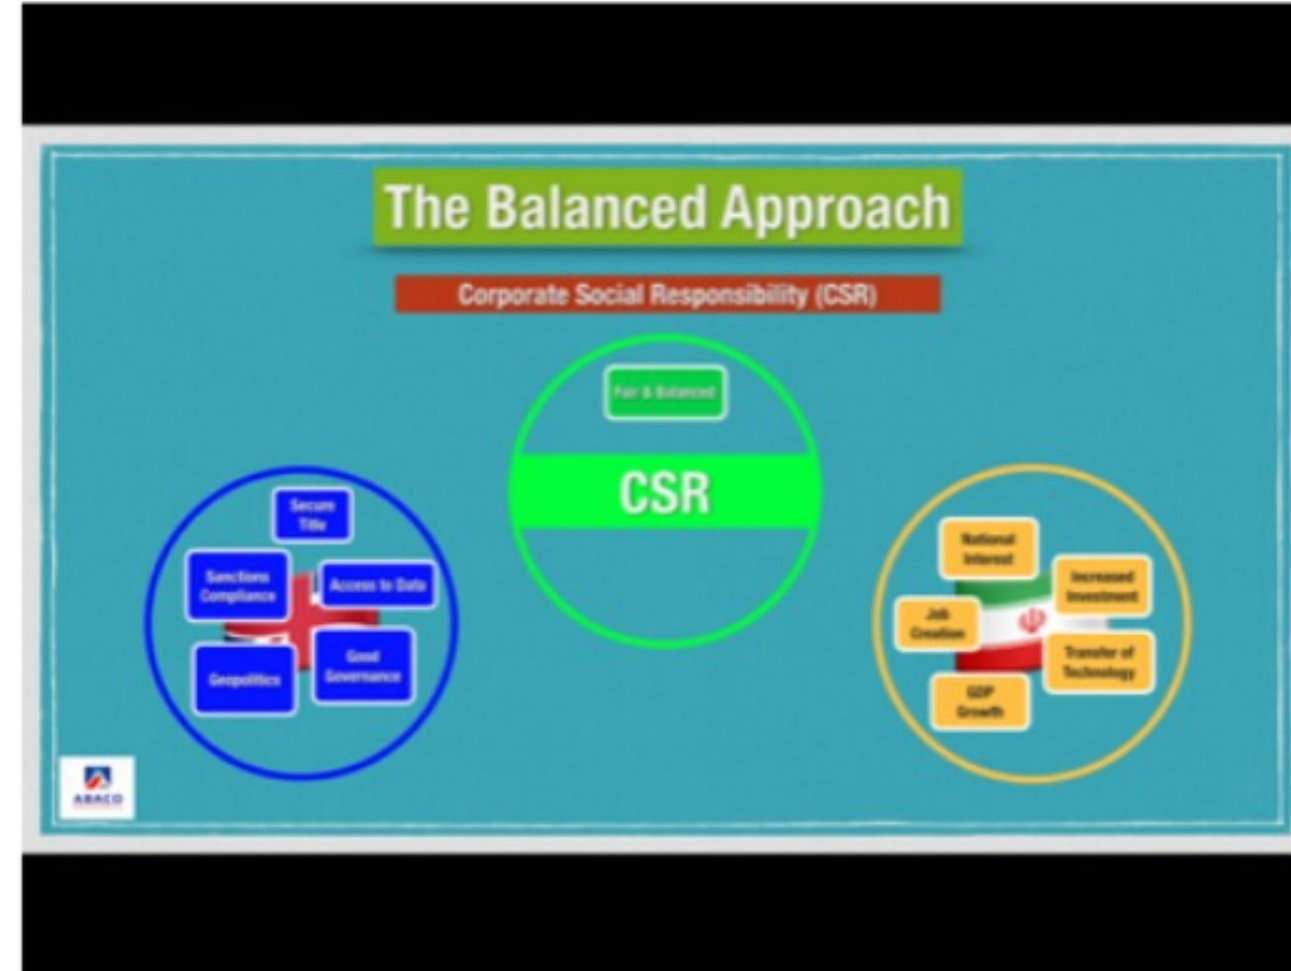 The Balanced Approach
Corporate Social Responsibility (CSR)
Fair & Balanced
CSR
Secure
Title
Sanctions
Compliance
Access to Data
Geopolitics
Good
Governance
National
Interest
Increased
Investment
Job
Creation
Transfer of
Technology
GDP
Growth
ABACO